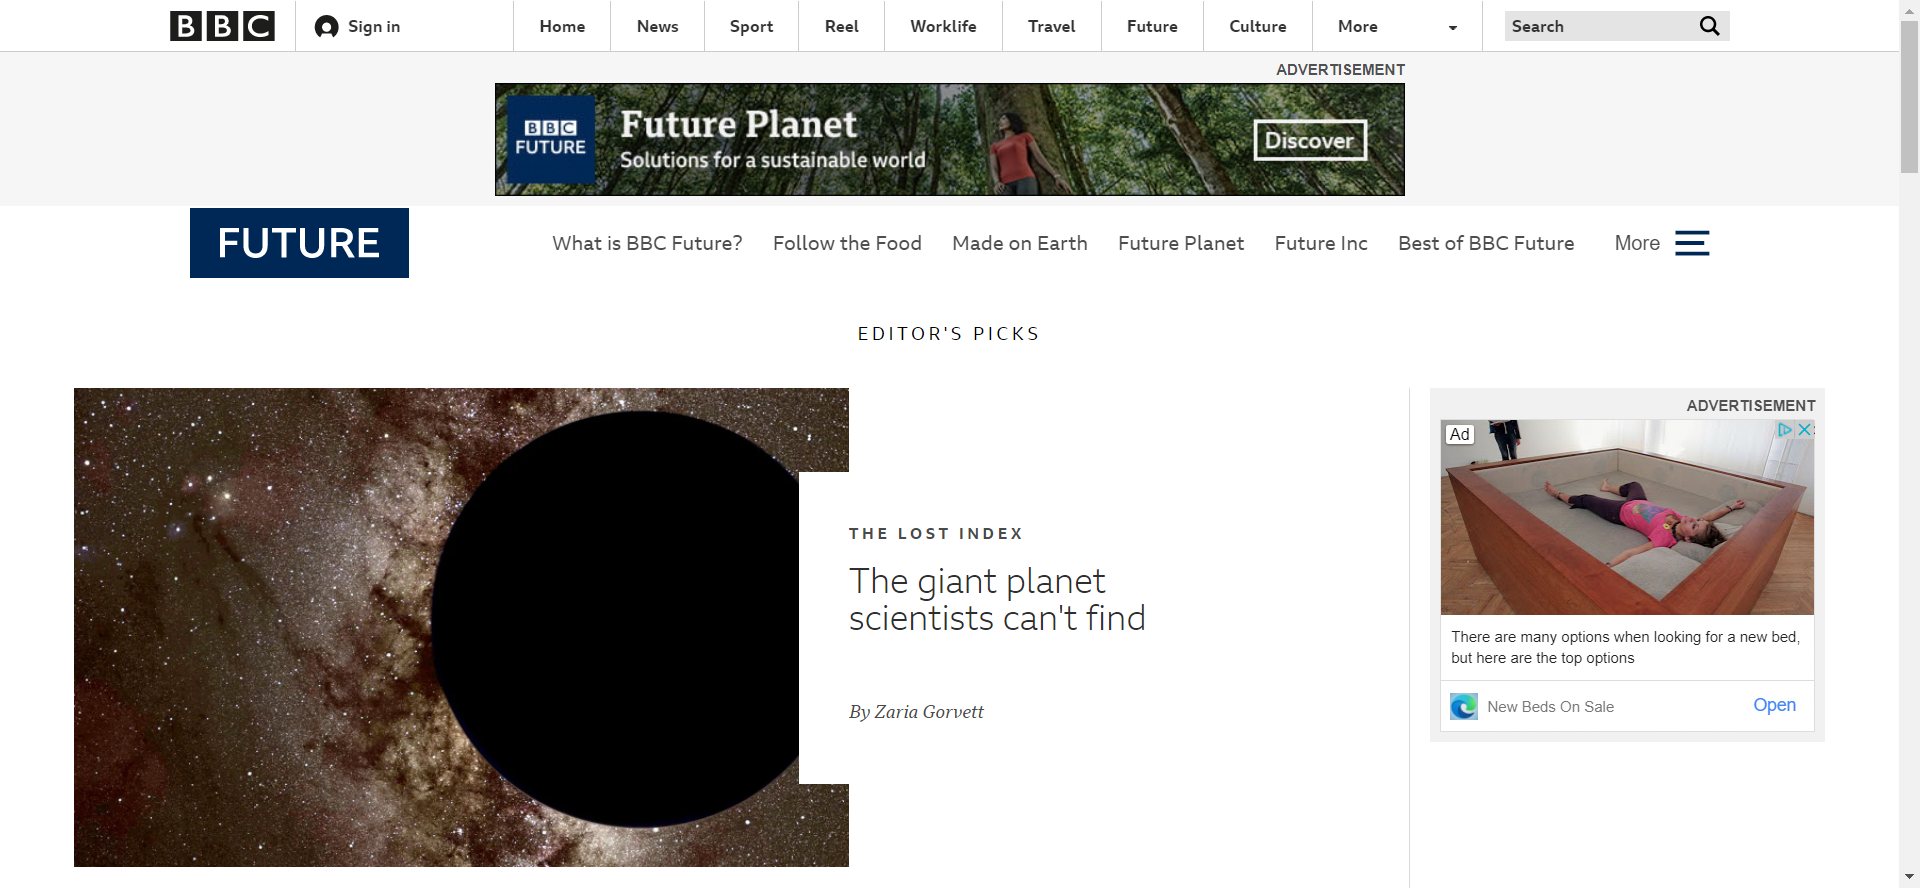 BBC
Sign in
Home
News
Sport
Reel
Worklife
Travel
Future
Culture
More
Search
ADVERTISEMENT
BBC
FUTURE
Future Planet
Solutions for a sustainable world
Discover
FUTURE
What is BBC Future?
Follow the Food
Made on Earth
Future Planet
Future Inc
Best of BBC Future
More
EDITOR'S PICKS
THE LOST INDEX
The giant planet
scientists can't find
By Zaria Gorvett
ADVERTISEMENT
Ad
There are many options when looking for a new bed,
but here are the top options
New Beds On Sale
Open